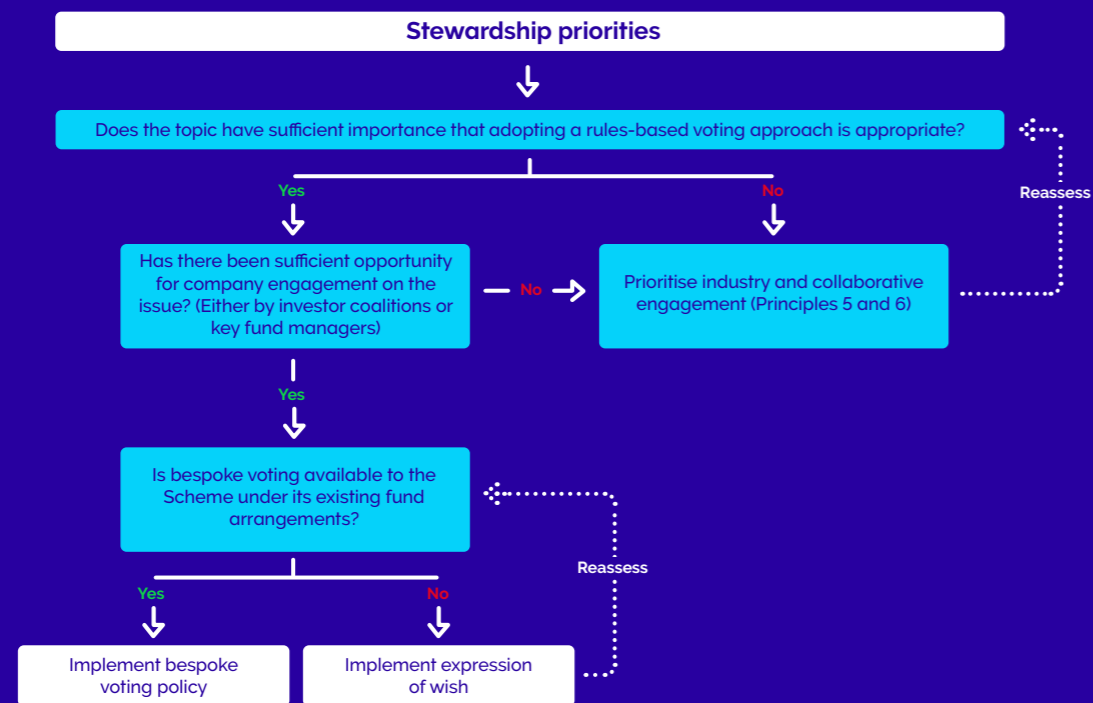 Stewardship priorities
Does the topic have sufficient importance that adopting a rules-based voting approach is appropriate?
Yes
No
Reassess
Has there been sufficient opportunity
for company engagement on the
issue? (Either by investor coalitions or
key fund managers)
No
Prioritise industry and collaborative
engagement (Principles 5 and 6)
Yes
Is bespoke voting available to the
Scheme under its existing fund
arrangements?
Reassess
Yes
No
Implement bespoke
voting policy
Implement expression
of wish